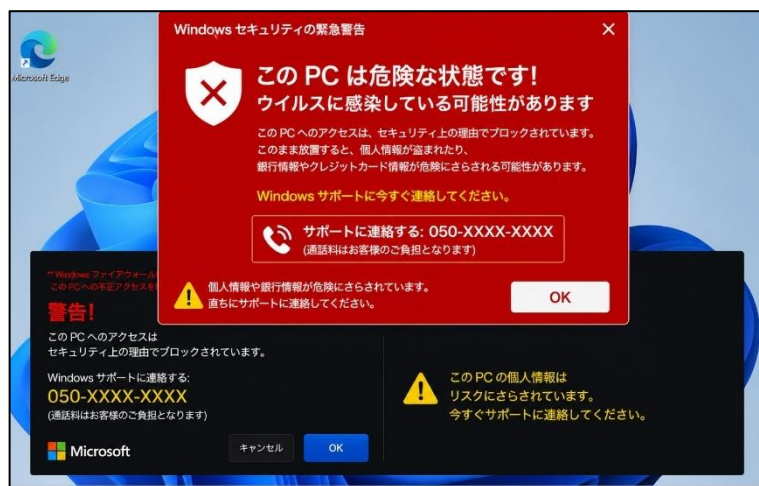 Microsoft Edge
Windows セキュリティの緊急警告
この PC は危険な状態です!
ウイルスに感染している可能性があります
この PC へのアクセスは、セキュリティ上の理由でブロックされています。
このまま放置すると、個人情報が盗まれたり、
銀行情報やクレジットカード情報が危険にさらされる可能性があります。
Windows サポートに今すぐ連絡してください。
サポートに連絡する: 050-XXXX-XXXX
(通話料はお客様のご負担となります)
個人情報や銀行情報が危険にさらされています。
直ちにサポートに連絡してください。
OK
** Windows ファイアウォール
この PC への不正アクセスを
警告!
この PC へのアクセスは
セキュリティ上の理由でブロックされています。
Windows サポートに連絡する:
050-XXXX-XXXX
(通話料はお客様のご負担となります)
Microsoft
キャンセル
OK
この PC の個人情報は
リスクにさらされています。
今すぐサポートに連絡してください。